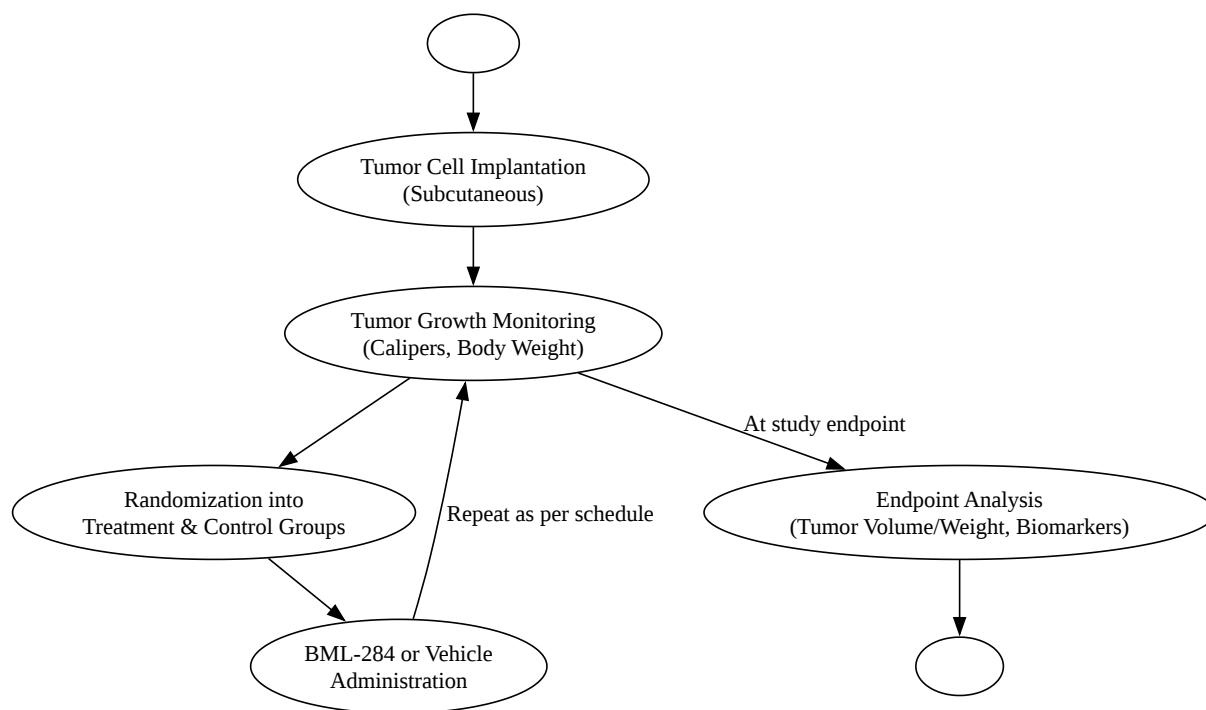 Tumor Cell Implantation
(Subcutaneous)
Tumor Growth Monitoring
(Calipers, Body Weight)
At study endpoint
Randomization into
Treatment & Control Groups
Repeat as per schedule
Endpoint Analysis
(Tumor Volume/Weight, Biomarkers)
BML-284 or Vehicle
Administration